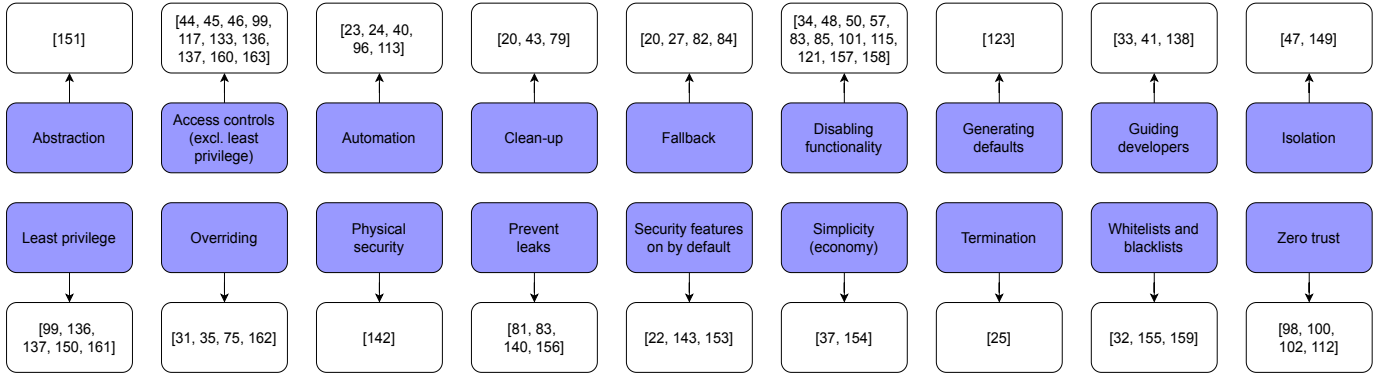 [151]
[44, 45, 46, 99,
117, 133, 136,
137, 160, 163]
[23, 24, 40,
96, 113]
[20, 43, 79]
[20, 27, 82, 84]
[34, 48, 50, 57,
83, 85, 101, 115,
121, 157, 158]
[123]
[33, 41, 138]
[47, 149]
Abstraction
Access controls
(excl. least
privilege)
Automation
Clean-up
Fallback
Disabling
functionality
Generating
defaults
Guiding
developers
Isolation
Least privilege
Overriding
Physical
security
Prevent
leaks
Security features
on by default
Simplicity
(economy)
Termination
Whitelists and
blacklists
Zero trust
[99, 136,
137, 150, 161]
[31, 35, 75, 162]
[142]
[81, 83,
140, 156]
[22, 143, 153]
[37, 154]
[25]
[32, 155, 159]
[98, 100,
102, 112]